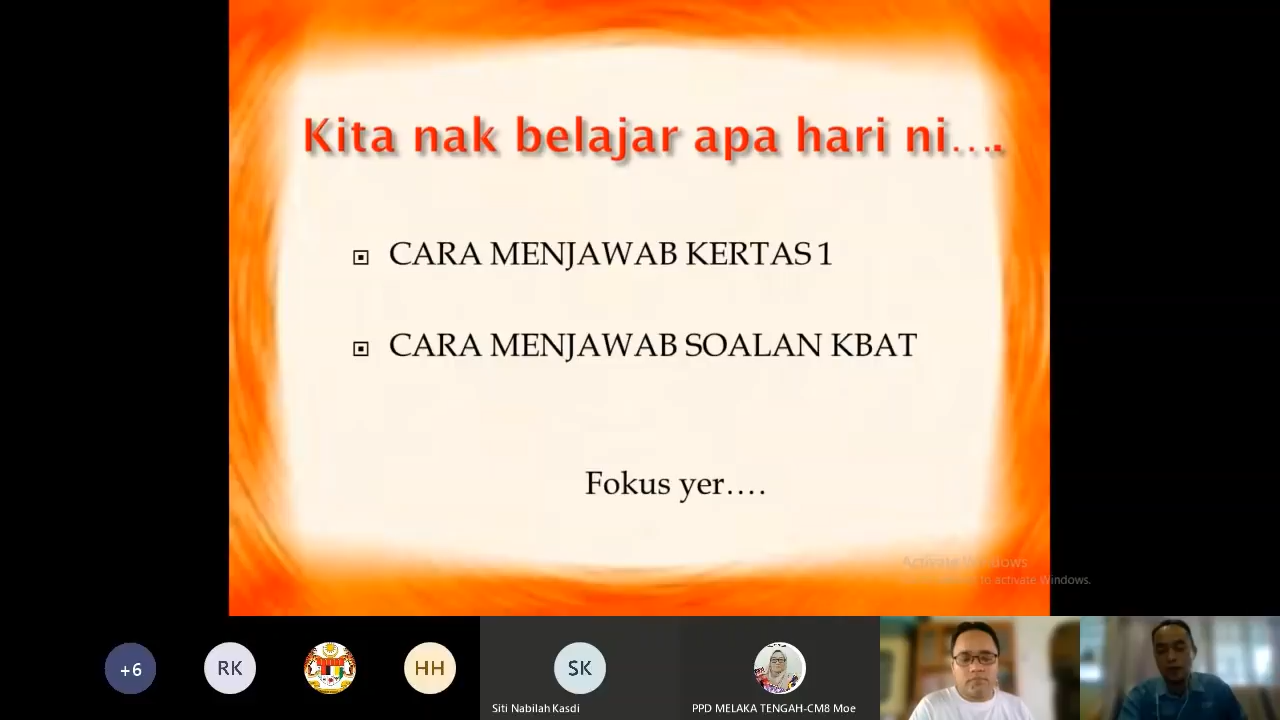 Kita nak belajar apa hari ni....
CARA MENJAWAB KERTAS 1
CARA MENJAWAB SOALAN KBAT
Fokus yer....
Activate Windows
to activate Windows.
+6
RK
HH
SK
Siti Nabilah Kasdi
PPD MELAKA TENGAH-CM8 Moe